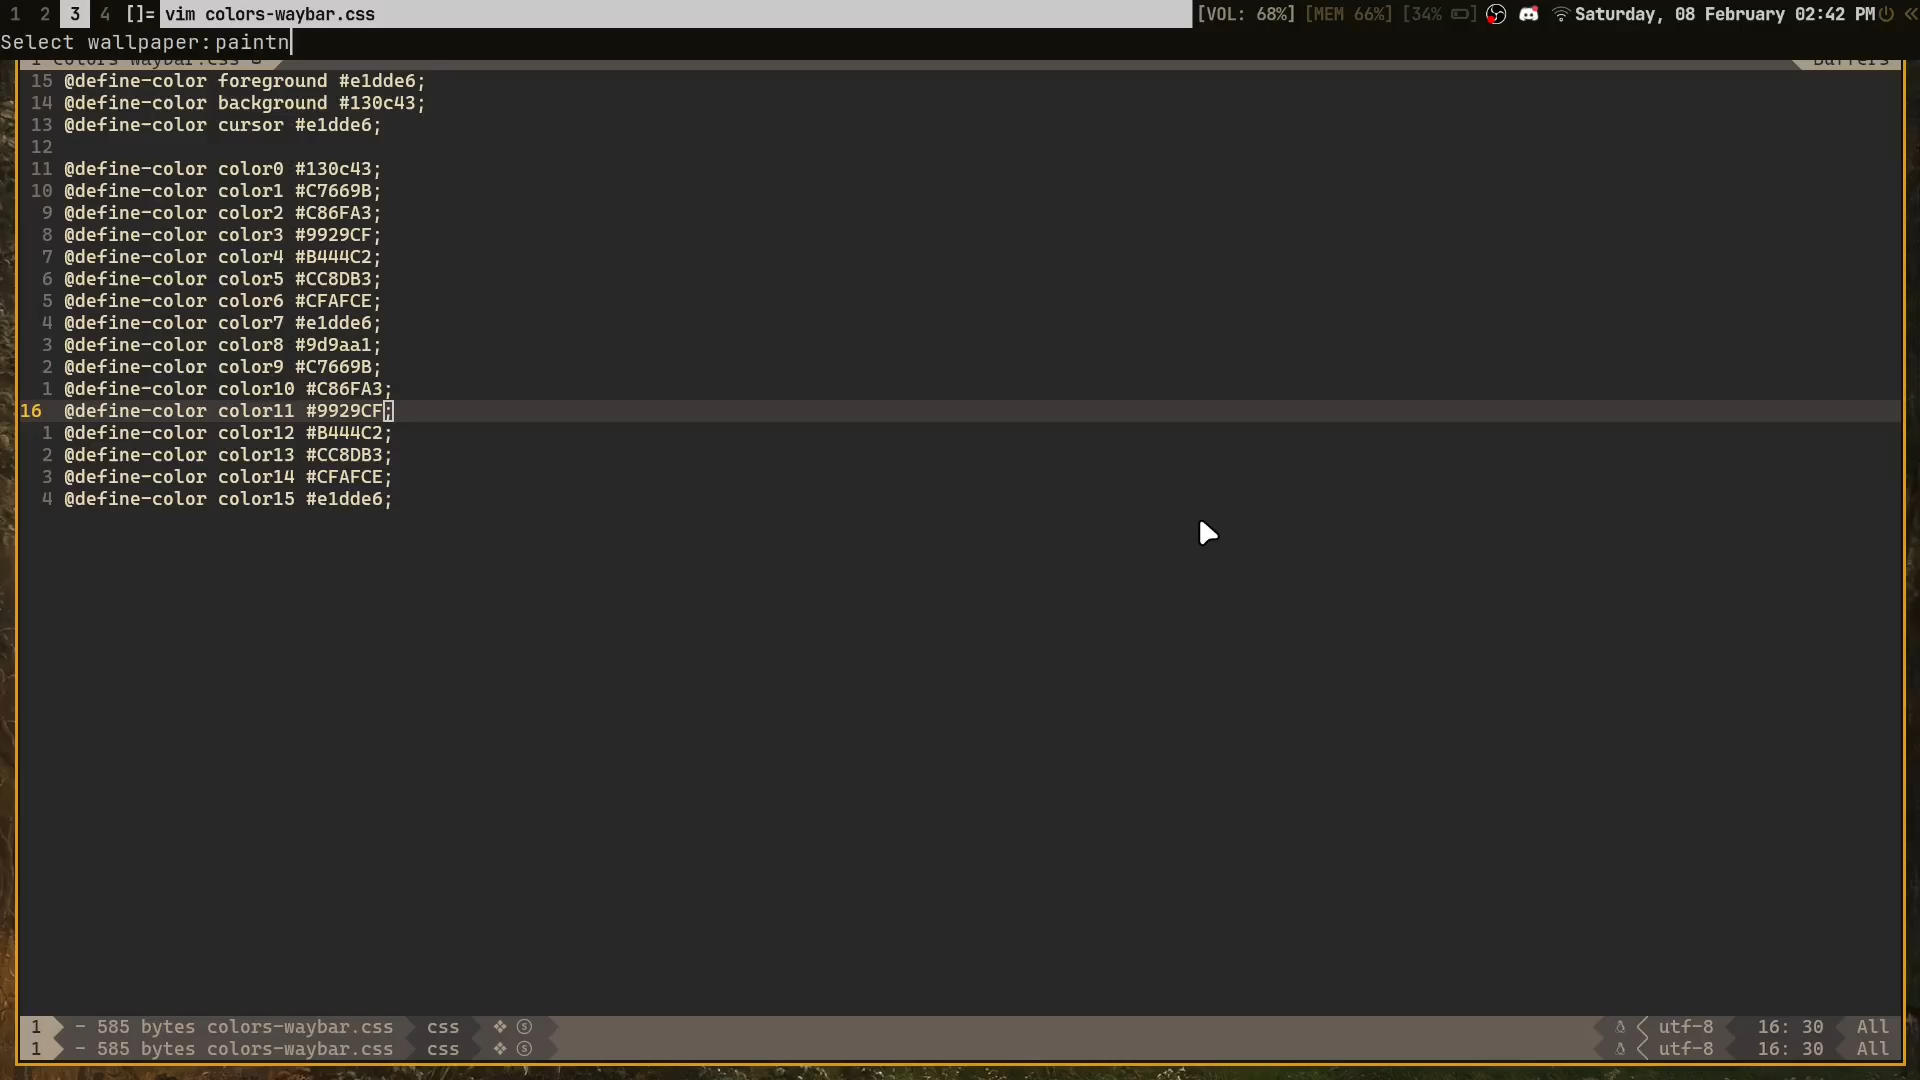 1 2 3 4 []= vim colors-waybar.css [VOL: 68%] [MEM 66%] [34% ] Saturday, 08 February 02:42 PM
Select wallpaper:paintn
1 colors-waybar.css Buffers
15 @define-color foreground #e1dde6;
14 @define-color background #130c43;
13 @define-color cursor #e1dde6;
12
11 @define-color color0 #130c43;
10 @define-color color1 #C7669B;
9 @define-color color2 #C86FA3;
8 @define-color color3 #9929CF;
7 @define-color color4 #B444C2;
6 @define-color color5 #CC8DB3;
5 @define-color color6 #CFAFCE;
4 @define-color color7 #e1dde6;
3 @define-color color8 #9d9aa1;
2 @define-color color9 #C7669B;
1 @define-color color10 #C86FA3;
16 @define-color color11 #9929CF;
1 @define-color color12 #B444C2;
2 @define-color color13 #CC8DB3;
3 @define-color color14 #CFAFCE;
4 @define-color color15 #e1dde6;
1 - 585 bytes colors-waybar.css css ❖ ⓢ utf-8 16: 30 All
1 - 585 bytes colors-waybar.css css ❖ ⓢ utf-8 16: 30 All